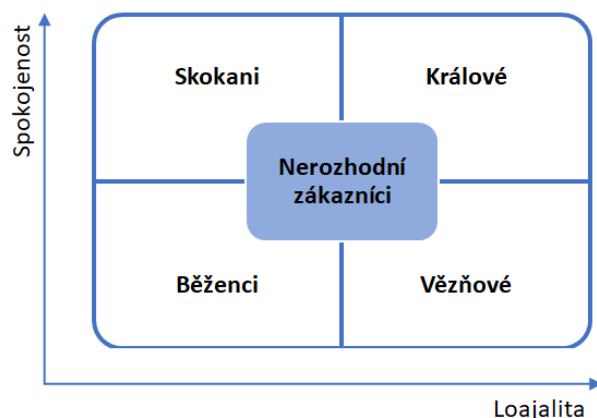 Spokojenost
Skokani
Králové
Nerozhodní
zákazníci
Běženci
Vězňové
Loajalita